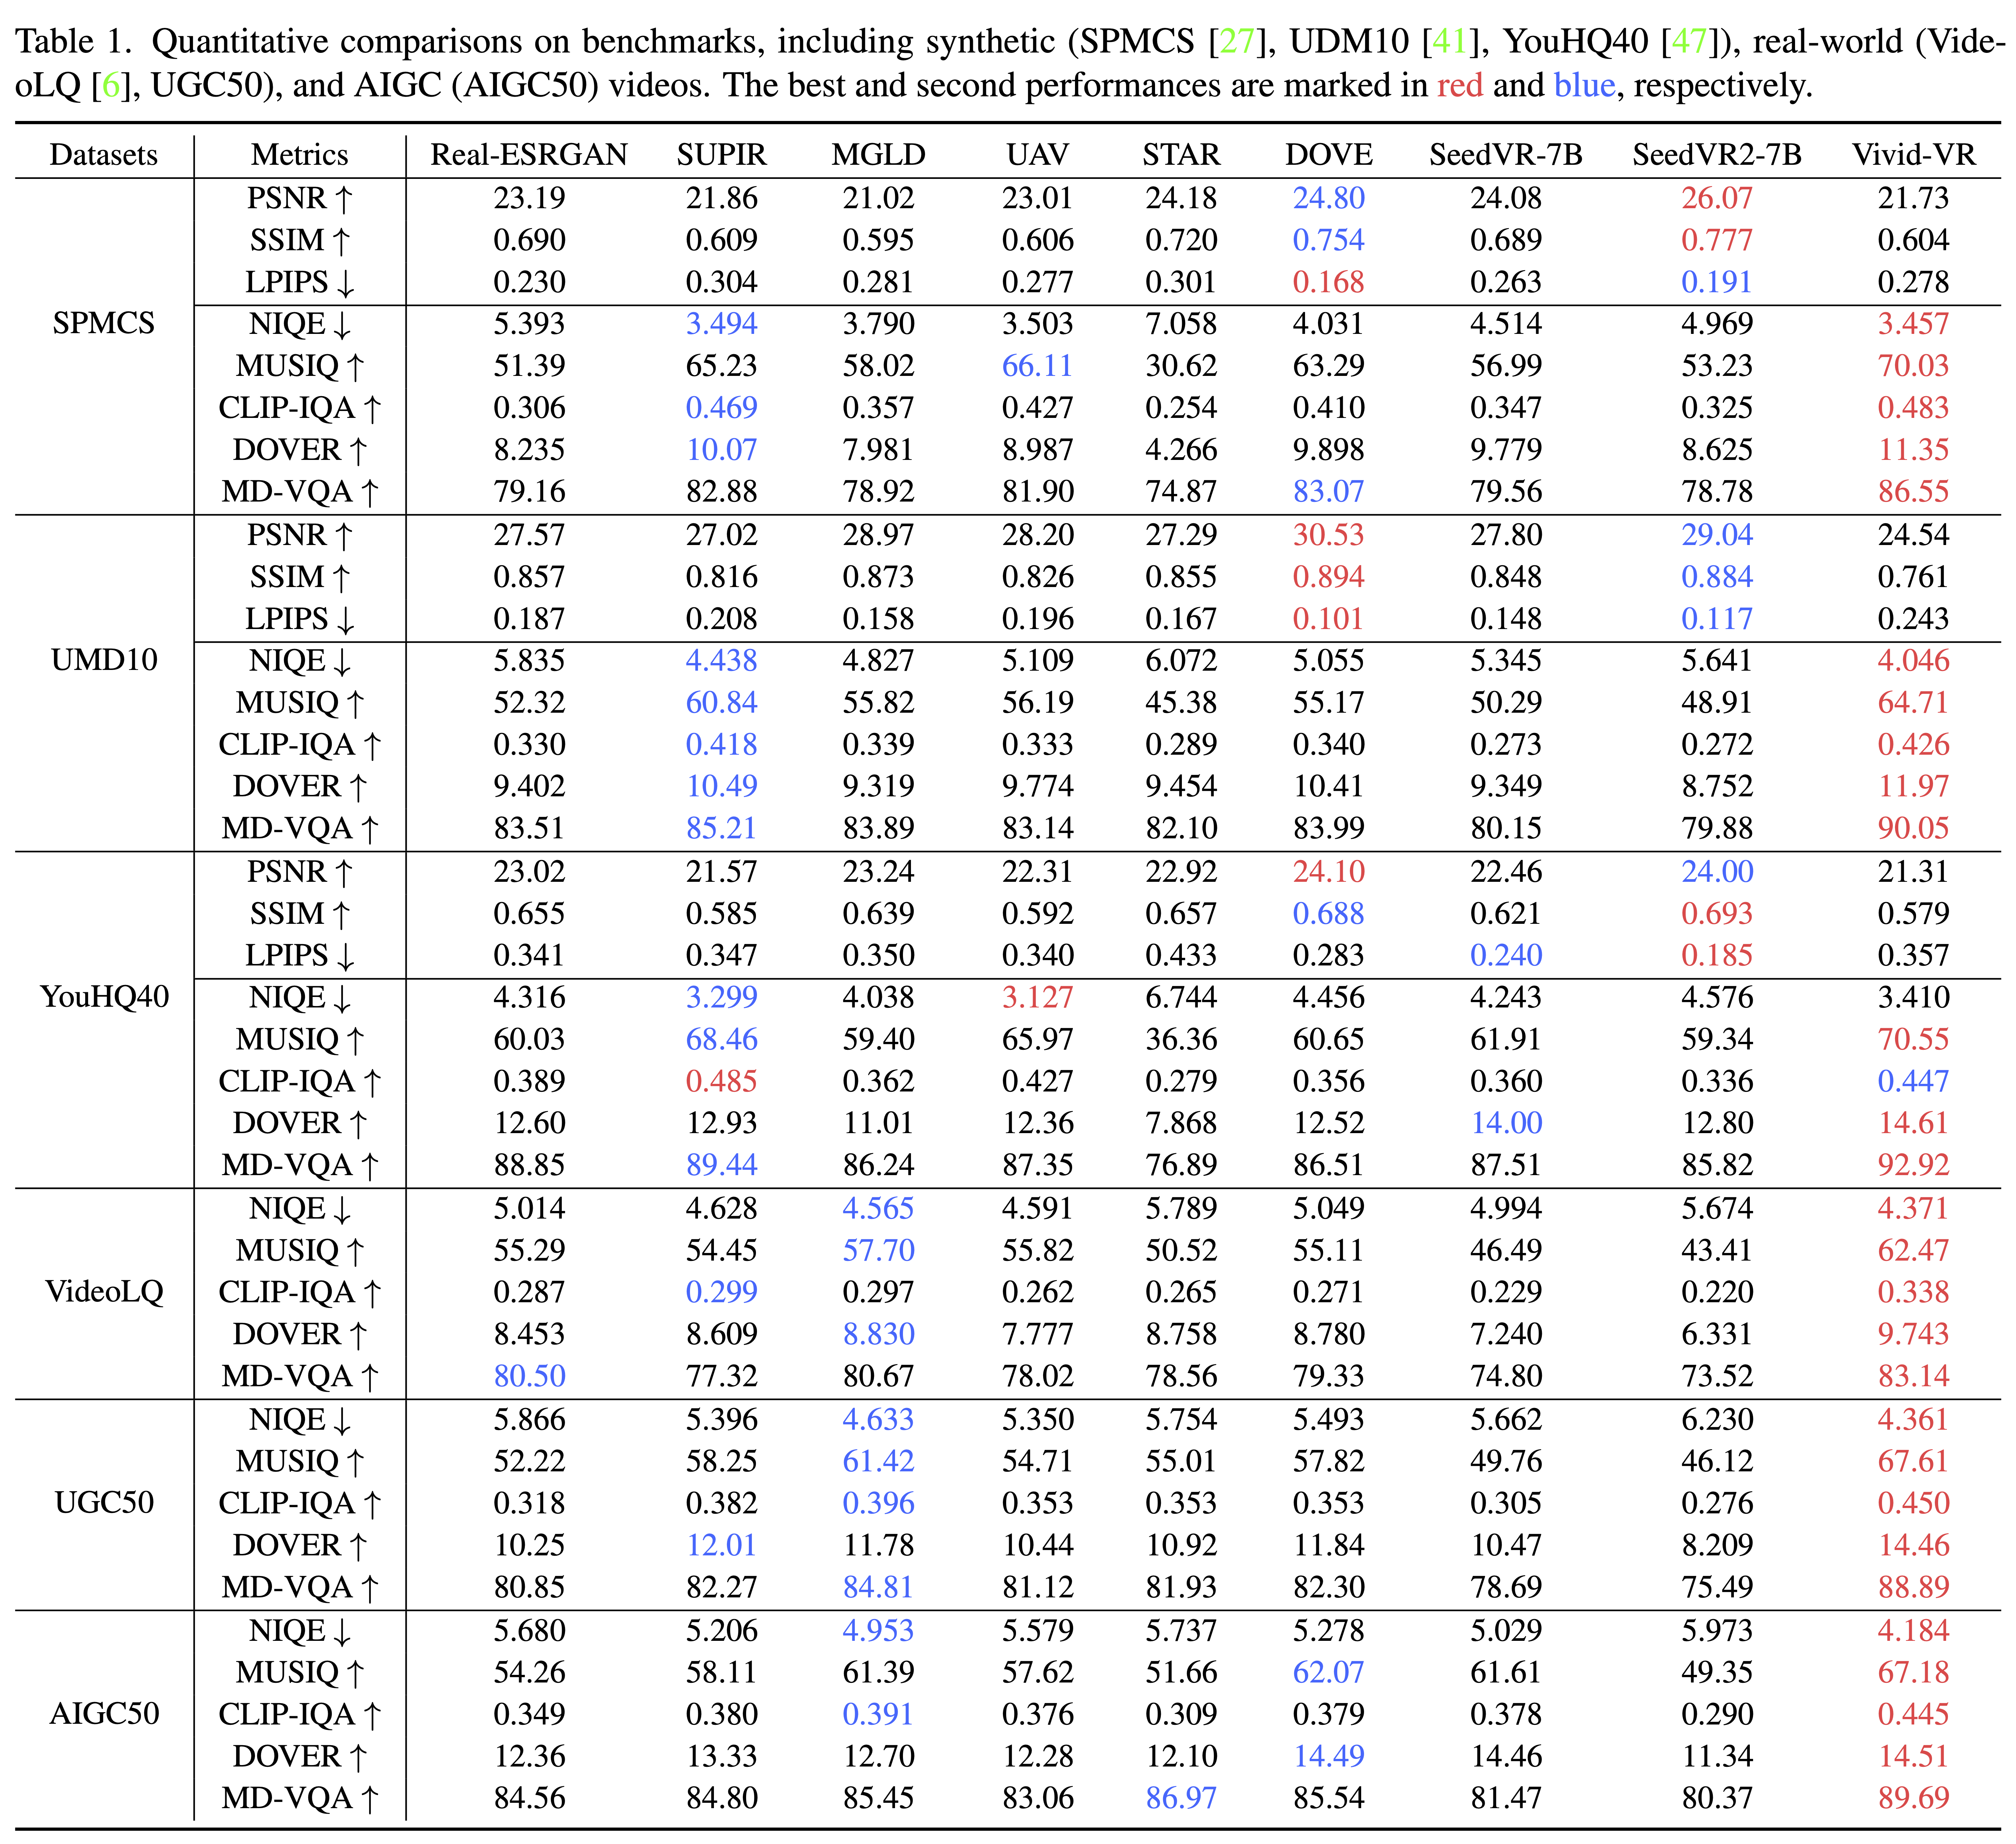 Table 1. Quantitative comparisons on benchmarks, including synthetic (SPMCS [27], UDM10 [41], YouHQ40 [47]), real-world (Vide-
oLQ [6], UGC50), and AIGC (AIGC50) videos. The best and second performances are marked in red and blue, respectively.
Datasets Metrics Real-ESRGAN SUPIR MGLD UAV STAR DOVE SeedVR-7B SeedVR2-7B Vivid-VR
PSNR ↑ 23.19 21.86 21.02 23.01 24.18 24.80 24.08 26.07 21.73
SSIM ↑ 0.690 0.609 0.595 0.606 0.720 0.754 0.689 0.777 0.604
LPIPS ↓ 0.230 0.304 0.281 0.277 0.301 0.168 0.263 0.191 0.278
SPMCS NIQE ↓ 5.393 3.494 3.790 3.503 7.058 4.031 4.514 4.969 3.457
MUSIQ ↑ 51.39 65.23 58.02 66.11 30.62 63.29 56.99 53.23 70.03
CLIP-IQA ↑ 0.306 0.469 0.357 0.427 0.254 0.410 0.347 0.325 0.483
DOVER ↑ 8.235 10.07 7.981 8.987 4.266 9.898 9.779 8.625 11.35
MD-VQA ↑ 79.16 82.88 78.92 81.90 74.87 83.07 79.56 78.78 86.55
PSNR ↑ 27.57 27.02 28.97 28.20 27.29 30.53 27.80 29.04 24.54
SSIM ↑ 0.857 0.816 0.873 0.826 0.855 0.894 0.848 0.884 0.761
LPIPS ↓ 0.187 0.208 0.158 0.196 0.167 0.101 0.148 0.117 0.243
UMD10 NIQE ↓ 5.835 4.438 4.827 5.109 6.072 5.055 5.345 5.641 4.046
MUSIQ ↑ 52.32 60.84 55.82 56.19 45.38 55.17 50.29 48.91 64.71
CLIP-IQA ↑ 0.330 0.418 0.339 0.333 0.289 0.340 0.273 0.272 0.426
DOVER ↑ 9.402 10.49 9.319 9.774 9.454 10.41 9.349 8.752 11.97
MD-VQA ↑ 83.51 85.21 83.89 83.14 82.10 83.99 80.15 79.88 90.05
PSNR ↑ 23.02 21.57 23.24 22.31 22.92 24.10 22.46 24.00 21.31
SSIM ↑ 0.655 0.585 0.639 0.592 0.657 0.688 0.621 0.693 0.579
LPIPS ↓ 0.341 0.347 0.350 0.340 0.433 0.283 0.240 0.185 0.357
YouHQ40 NIQE ↓ 4.316 3.299 4.038 3.127 6.744 4.456 4.243 4.576 3.410
MUSIQ ↑ 60.03 68.46 59.40 65.97 36.36 60.65 61.91 59.34 70.55
CLIP-IQA ↑ 0.389 0.485 0.362 0.427 0.279 0.356 0.360 0.336 0.447
DOVER ↑ 12.60 12.93 11.01 12.36 7.868 12.52 14.00 12.80 14.61
MD-VQA ↑ 88.85 89.44 86.24 87.35 76.89 86.51 87.51 85.82 92.92
NIQE ↓ 5.014 4.628 4.565 4.591 5.789 5.049 4.994 5.674 4.371
MUSIQ ↑ 55.29 54.45 57.70 55.82 50.52 55.11 46.49 43.41 62.47
VideoLQ CLIP-IQA ↑ 0.287 0.299 0.297 0.262 0.265 0.271 0.229 0.220 0.338
DOVER ↑ 8.453 8.609 8.830 7.777 8.758 8.780 7.240 6.331 9.743
MD-VQA ↑ 80.50 77.32 80.67 78.02 78.56 79.33 74.80 73.52 83.14
NIQE ↓ 5.866 5.396 4.633 5.350 5.754 5.493 5.662 6.230 4.361
MUSIQ ↑ 52.22 58.25 61.42 54.71 55.01 57.82 49.76 46.12 67.61
UGC50 CLIP-IQA ↑ 0.318 0.382 0.396 0.353 0.353 0.353 0.305 0.276 0.450
DOVER ↑ 10.25 12.01 11.78 10.44 10.92 11.84 10.47 8.209 14.46
MD-VQA ↑ 80.85 82.27 84.81 81.12 81.93 82.30 78.69 75.49 88.89
NIQE ↓ 5.680 5.206 4.953 5.579 5.737 5.278 5.029 5.973 4.184
MUSIQ ↑ 54.26 58.11 61.39 57.62 51.66 62.07 61.61 49.35 67.18
AIGC50 CLIP-IQA ↑ 0.349 0.380 0.391 0.376 0.309 0.379 0.378 0.290 0.445
DOVER ↑ 12.36 13.33 12.70 12.28 12.10 14.49 14.46 11.34 14.51
MD-VQA ↑ 84.56 84.80 85.45 83.06 86.97 85.54 81.47 80.37 89.69